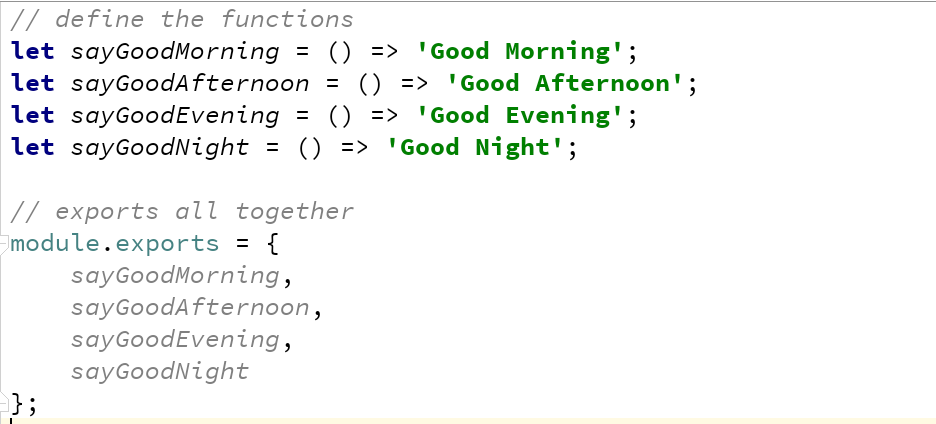 // define the functions
let sayGoodMorning = () => 'Good Morning';
let sayGoodAfternoon = () => 'Good Afternoon';
let sayGoodEvening = () => 'Good Evening';
let sayGoodNight = () => 'Good Night';
// exports all together
module.exports = {
sayGoodMorning,
sayGoodAfternoon,
sayGoodEvening,
sayGoodNight
};